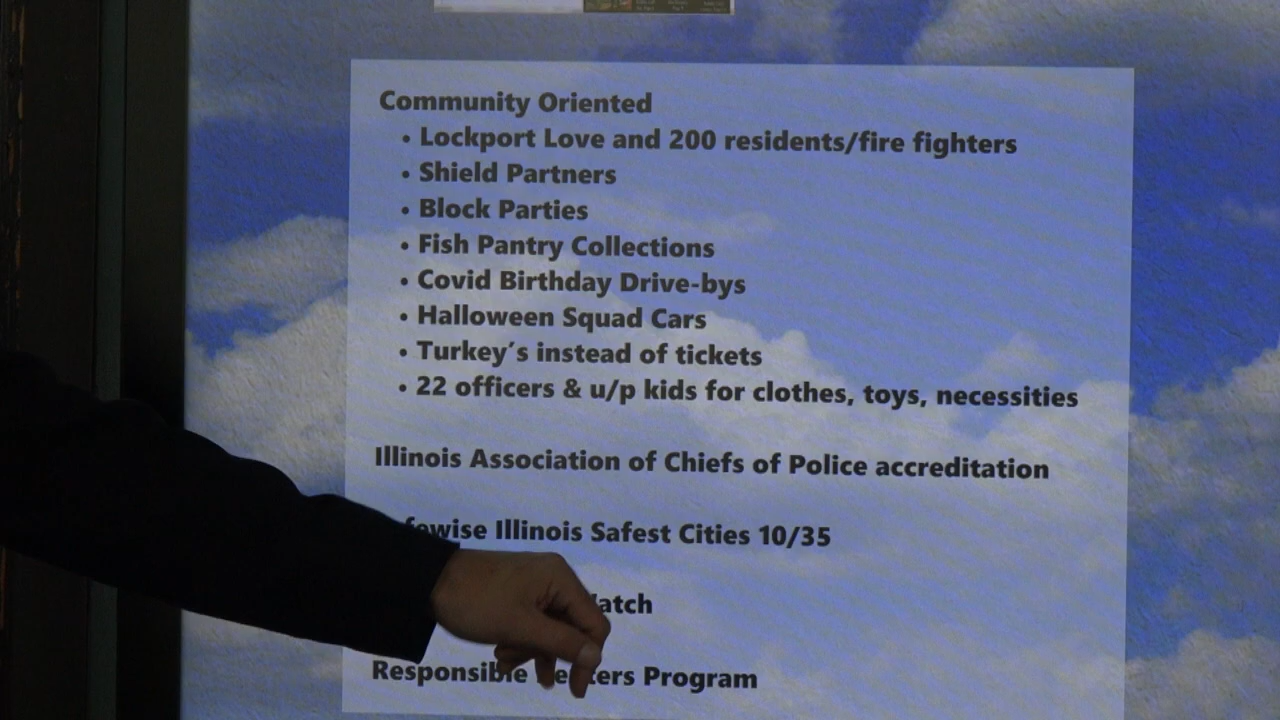 Community Oriented
• Lockport Love and 200 residents/fire fighters
• Shield Partners
• Block Parties
• Fish Pantry Collections
• Covid Birthday Drive-bys
• Halloween Squad Cars
• Turkey´s instead of tickets
• 22 officers & u/p kids for clothes, toys, necessities
Illinois Association of Chiefs of Police accreditation
Illinois Safest Cities 10/35
Responsible Program